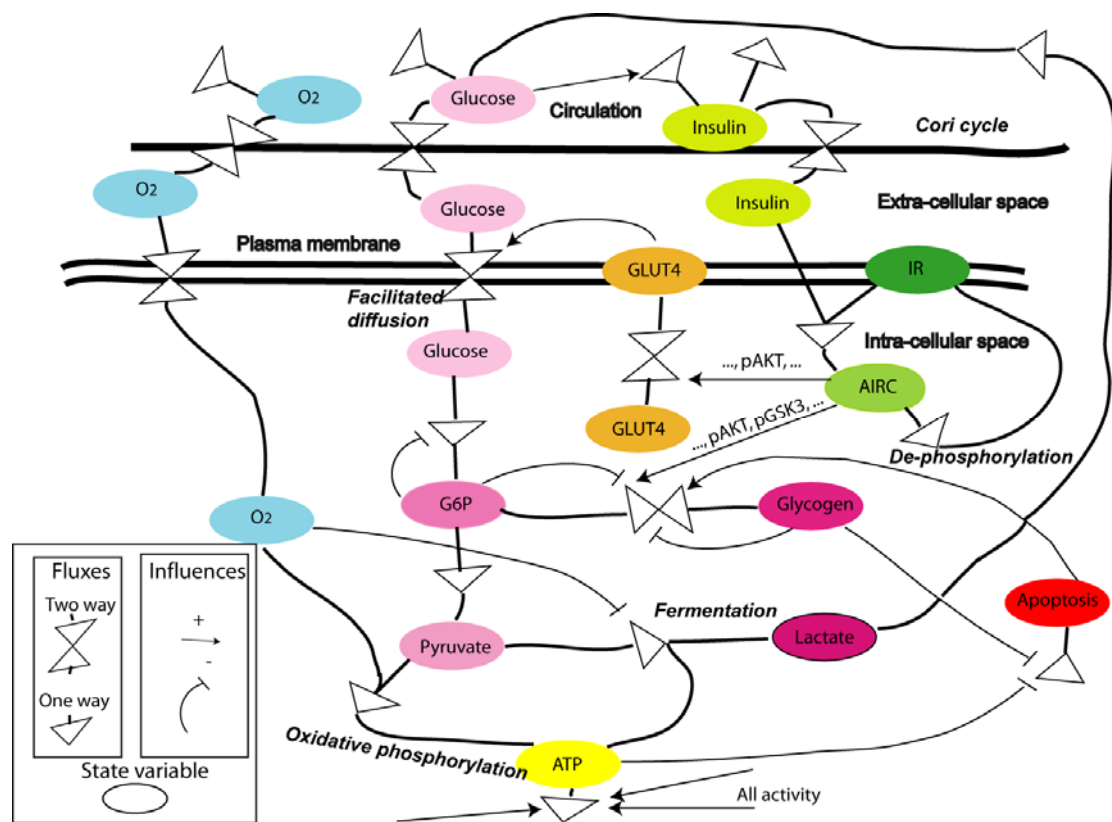 O2
Glucose
Circulation
Insulin
Cori cycle
O2
Glucose
Insulin
Extra-cellular space
Plasma membrane
GLUT4
IR
Facilitated
diffusion
Glucose
Intra-cellular space
..., pAKT, ...
AIRC
GLUT4
..., pAKT, pGSK3, ...
De-phosphorylation
O2
G6P
Glycogen
Fluxes
Influences
Two way
+
-
One way
State variable
Fermentation
Apoptosis
Pyruvate
Lactate
Oxidative phosphorylation
ATP
All activity